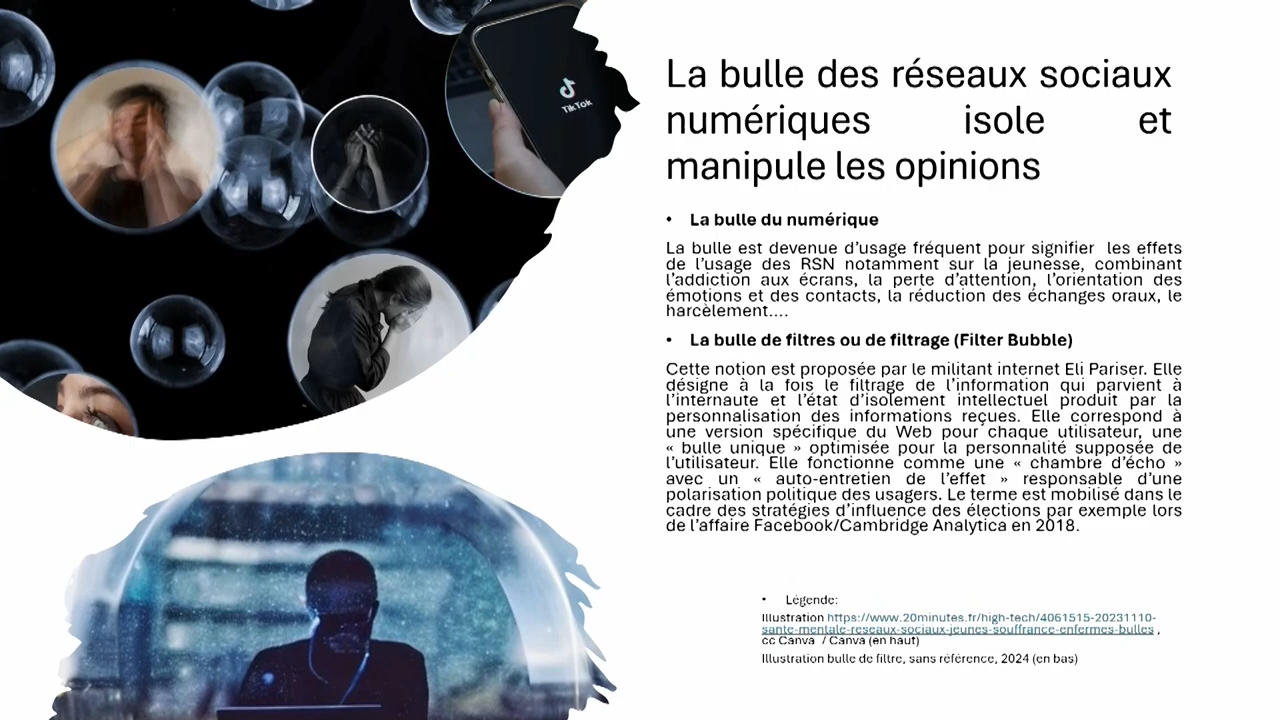 TikTok
La bulle des réseaux sociaux
numériques isole et
manipule les opinions
• La bulle du numérique
La bulle est devenue d’usage fréquent pour signifier les effets
de l’usage des RSN notamment sur la jeunesse, combinant
l’addiction aux écrans, la perte d’attention, l’orientation des
émotions et des contacts, la réduction des échanges oraux, le
harcèlement….
• La bulle de filtres ou de filtrage (Filter Bubble)
Cette notion est proposée par le militant internet Eli Pariser. Elle
désigne à la fois le filtrage de l’information qui parvient à
l’internaute et l’état d’isolement intellectuel produit par la
personnalisation des informations reçues. Elle correspond à
une version spécifique du Web pour chaque utilisateur, une
« bulle unique » optimisée pour la personnalité supposée de
l’utilisateur. Elle fonctionne comme une « chambre d’écho »
avec un « auto-entretien de l’effet » responsable d’une
polarisation politique des usagers. Le terme est mobilisé dans le
cadre des stratégies d’influence des élections par exemple lors
de l’affaire Facebook/Cambridge Analytica en 2018.
• Légende:
Illustration https://www.20minutes.fr/high-tech/4061515-20231110-
sante-mentale-reseaux-sociaux-jeunes-souffrance-enfermes-bulles ,
cc Canva / Canva (en haut)
Illustration bulle de filtre, sans référence, 2024 (en bas)